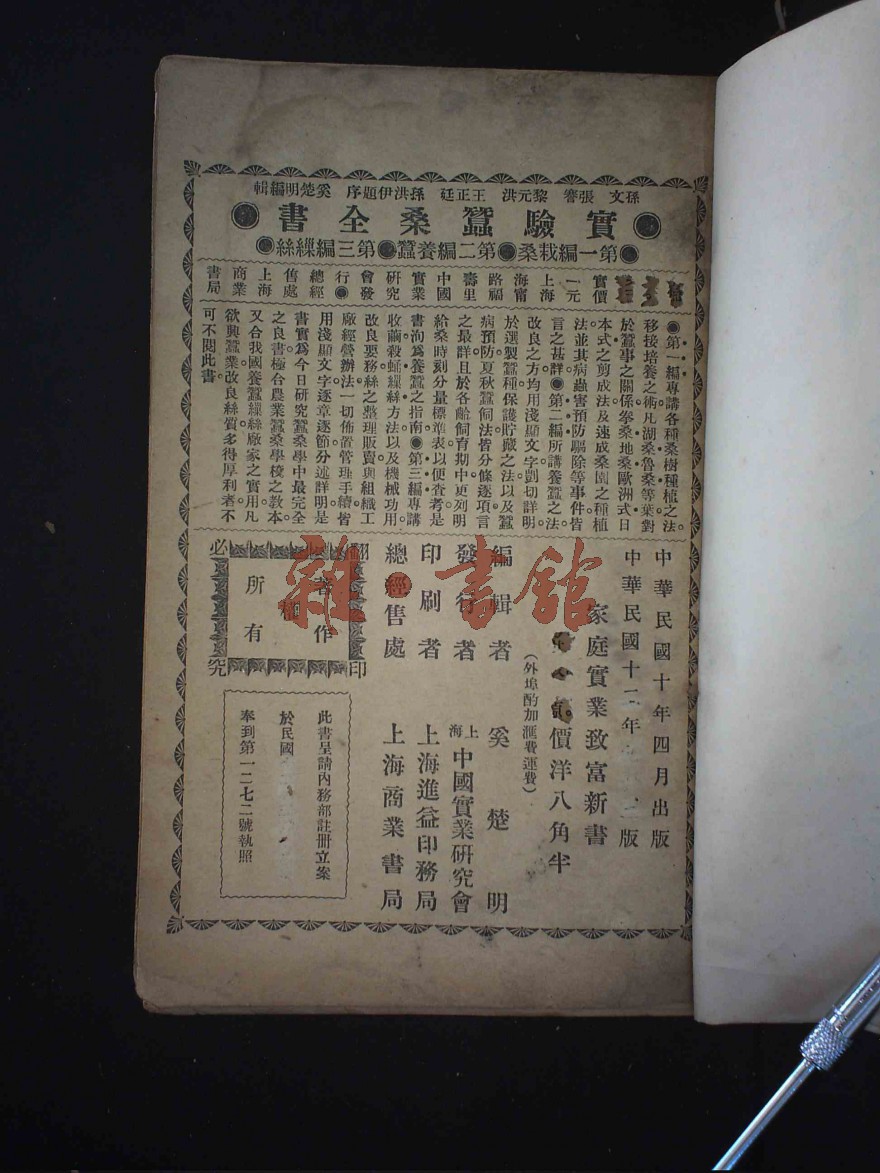 孫文　張謇　黎元洪　王正廷　孫洪伊題序　奚楚明編輯
實驗蠶桑全書
●第一編栽桑●第二編養蠶●第三編繅絲●
實價
一元
上海
海甯
路福
壽里
中國
實業
研究
會發
行●
總經
售處
上海
商業
書局
●第一編專講各種桑樹種植之法。
移接培養之術凡湖桑魯桑等葉對
於蠶事之關係拳桑地桑歐洲式日
本式之剪成法及速成桑園之種植
法並其病蟲害預防驅除等事件皆
言之甚詳●第二編所講養蠶之法
改良之方均用淺顯文字剴切詳明
於選製蠶種保護貯藏之法以及蠶
病預防夏秋蠶飼法皆分條逐項言
之最詳且於各齡飼育期中更列明
給桑時刻分量標準表以便查考是
書洵爲養蠶之指南●第三編專講
收繭殺蛹繅絲方法以及機械功用
改良要務絲之整理販賣與組織工
廠經營辦法一切佈置管理手續皆
用淺顯文字逐章逐節分述詳明是
書實爲今日研究蠶桑學中最完全
之良書極合農業蠶桑學校之教本
又合我國養蠶繅絲廠家之實用凡
欲興蠶業改良絲質多得厚利者不
可不閱此書。
中華民國十年四月出版
中華民國十二年版
家庭實業致富新書
價洋八角半
（外埠酌加滙費運費）
編輯者　奚楚明
發行者　上海中國實業研究會
印刷者　上海進益印務局
總經售處　上海商業書局
翻印
必究
著作權
所有
此書呈請內務部註冊立案
於民國
奉到第一二七二號執照
雜·書館